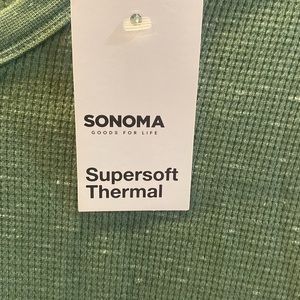 SONOMA
GOODS FOR LIFE
Supersoft
Thermal